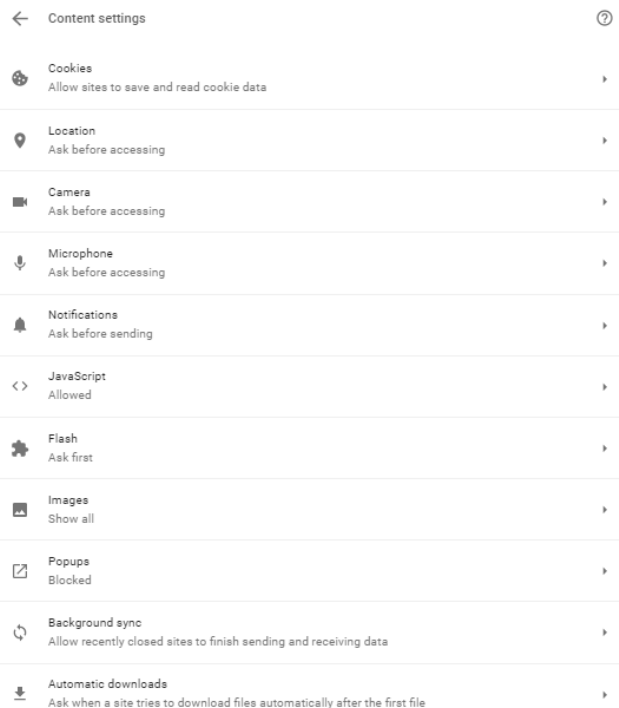 Content settings
Cookies
Allow sites to save and read cookie data
Location
Ask before accessing
Camera
Ask before accessing
Microphone
Ask before accessing
Notifications
Ask before sending
JavaScript
Allowed
Flash
Ask first
Images
Show all
Popups
Blocked
Background sync
Allow recently closed sites to finish sending and receiving data
Automatic downloads
Ask when a site tries to download files automatically after the first file